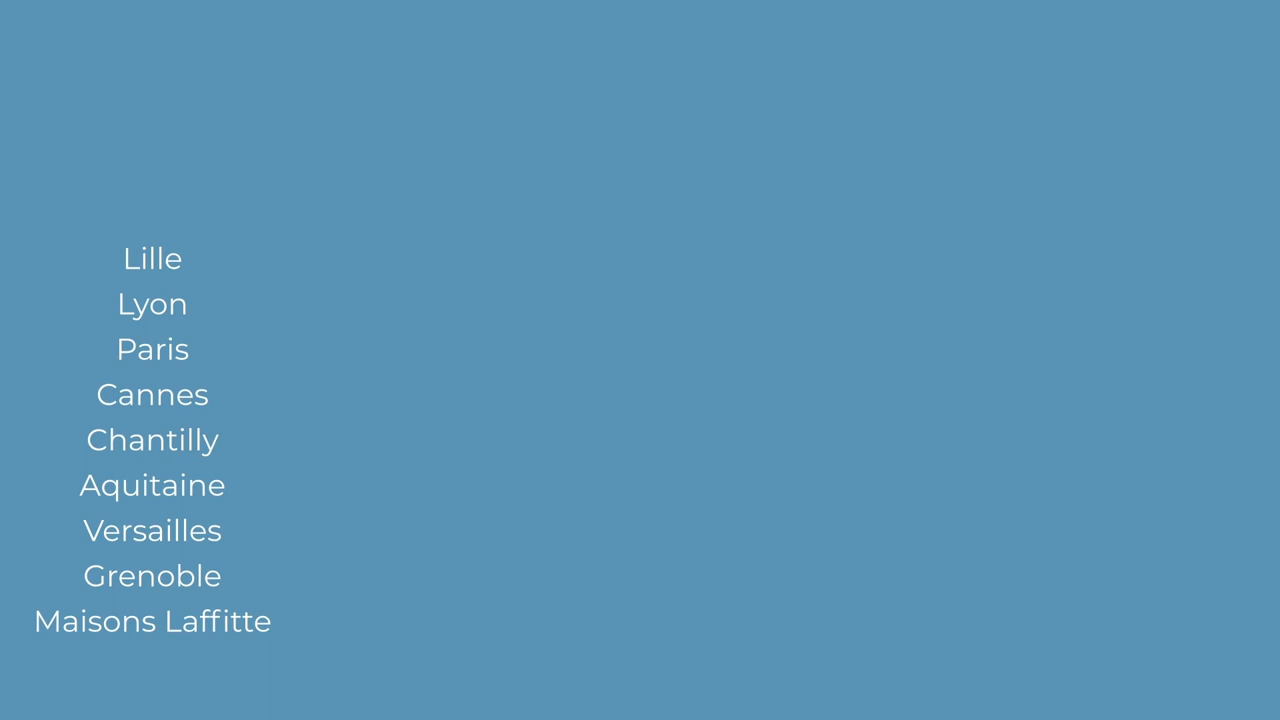 Lille
Lyon
Paris
Cannes
Chantilly
Aquitaine
Versailles
Grenoble
Maisons Laffitte